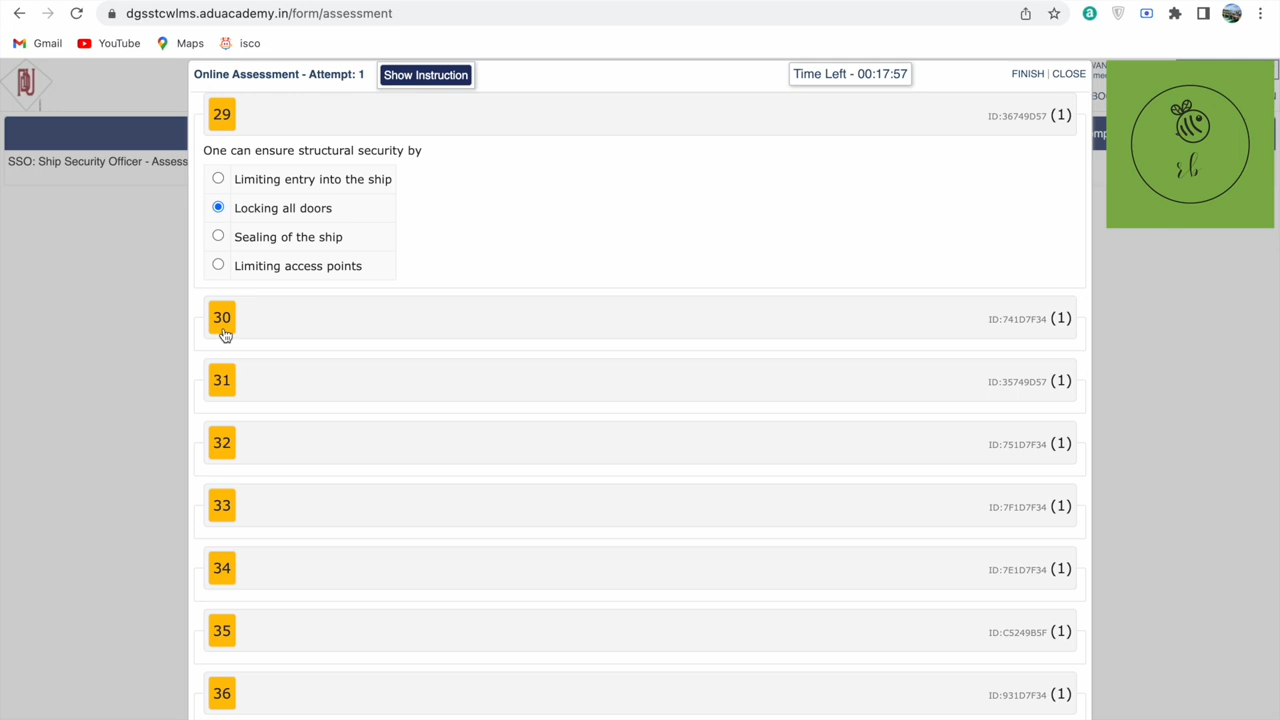 dgsstcwlms.aduacademy.in/form/assessment
Gmail YouTube Maps isco
Online Assessment - Attempt: 1 Show Instruction Time Left - 00:17:57 FINISH | CLOSE
29 ID:36749D57 (1)
SSO: Ship Security Officer - Assess
One can ensure structural security by
Limiting entry into the ship
Locking all doors
Sealing of the ship
Limiting access points
30 ID:741D7F34 (1)
31 ID:35749D57 (1)
32 ID:751D7F34 (1)
33 ID:7F1D7F34 (1)
34 ID:7E1D7F34 (1)
35 ID:C5249B5F (1)
36 ID:931D7F34 (1)
rb